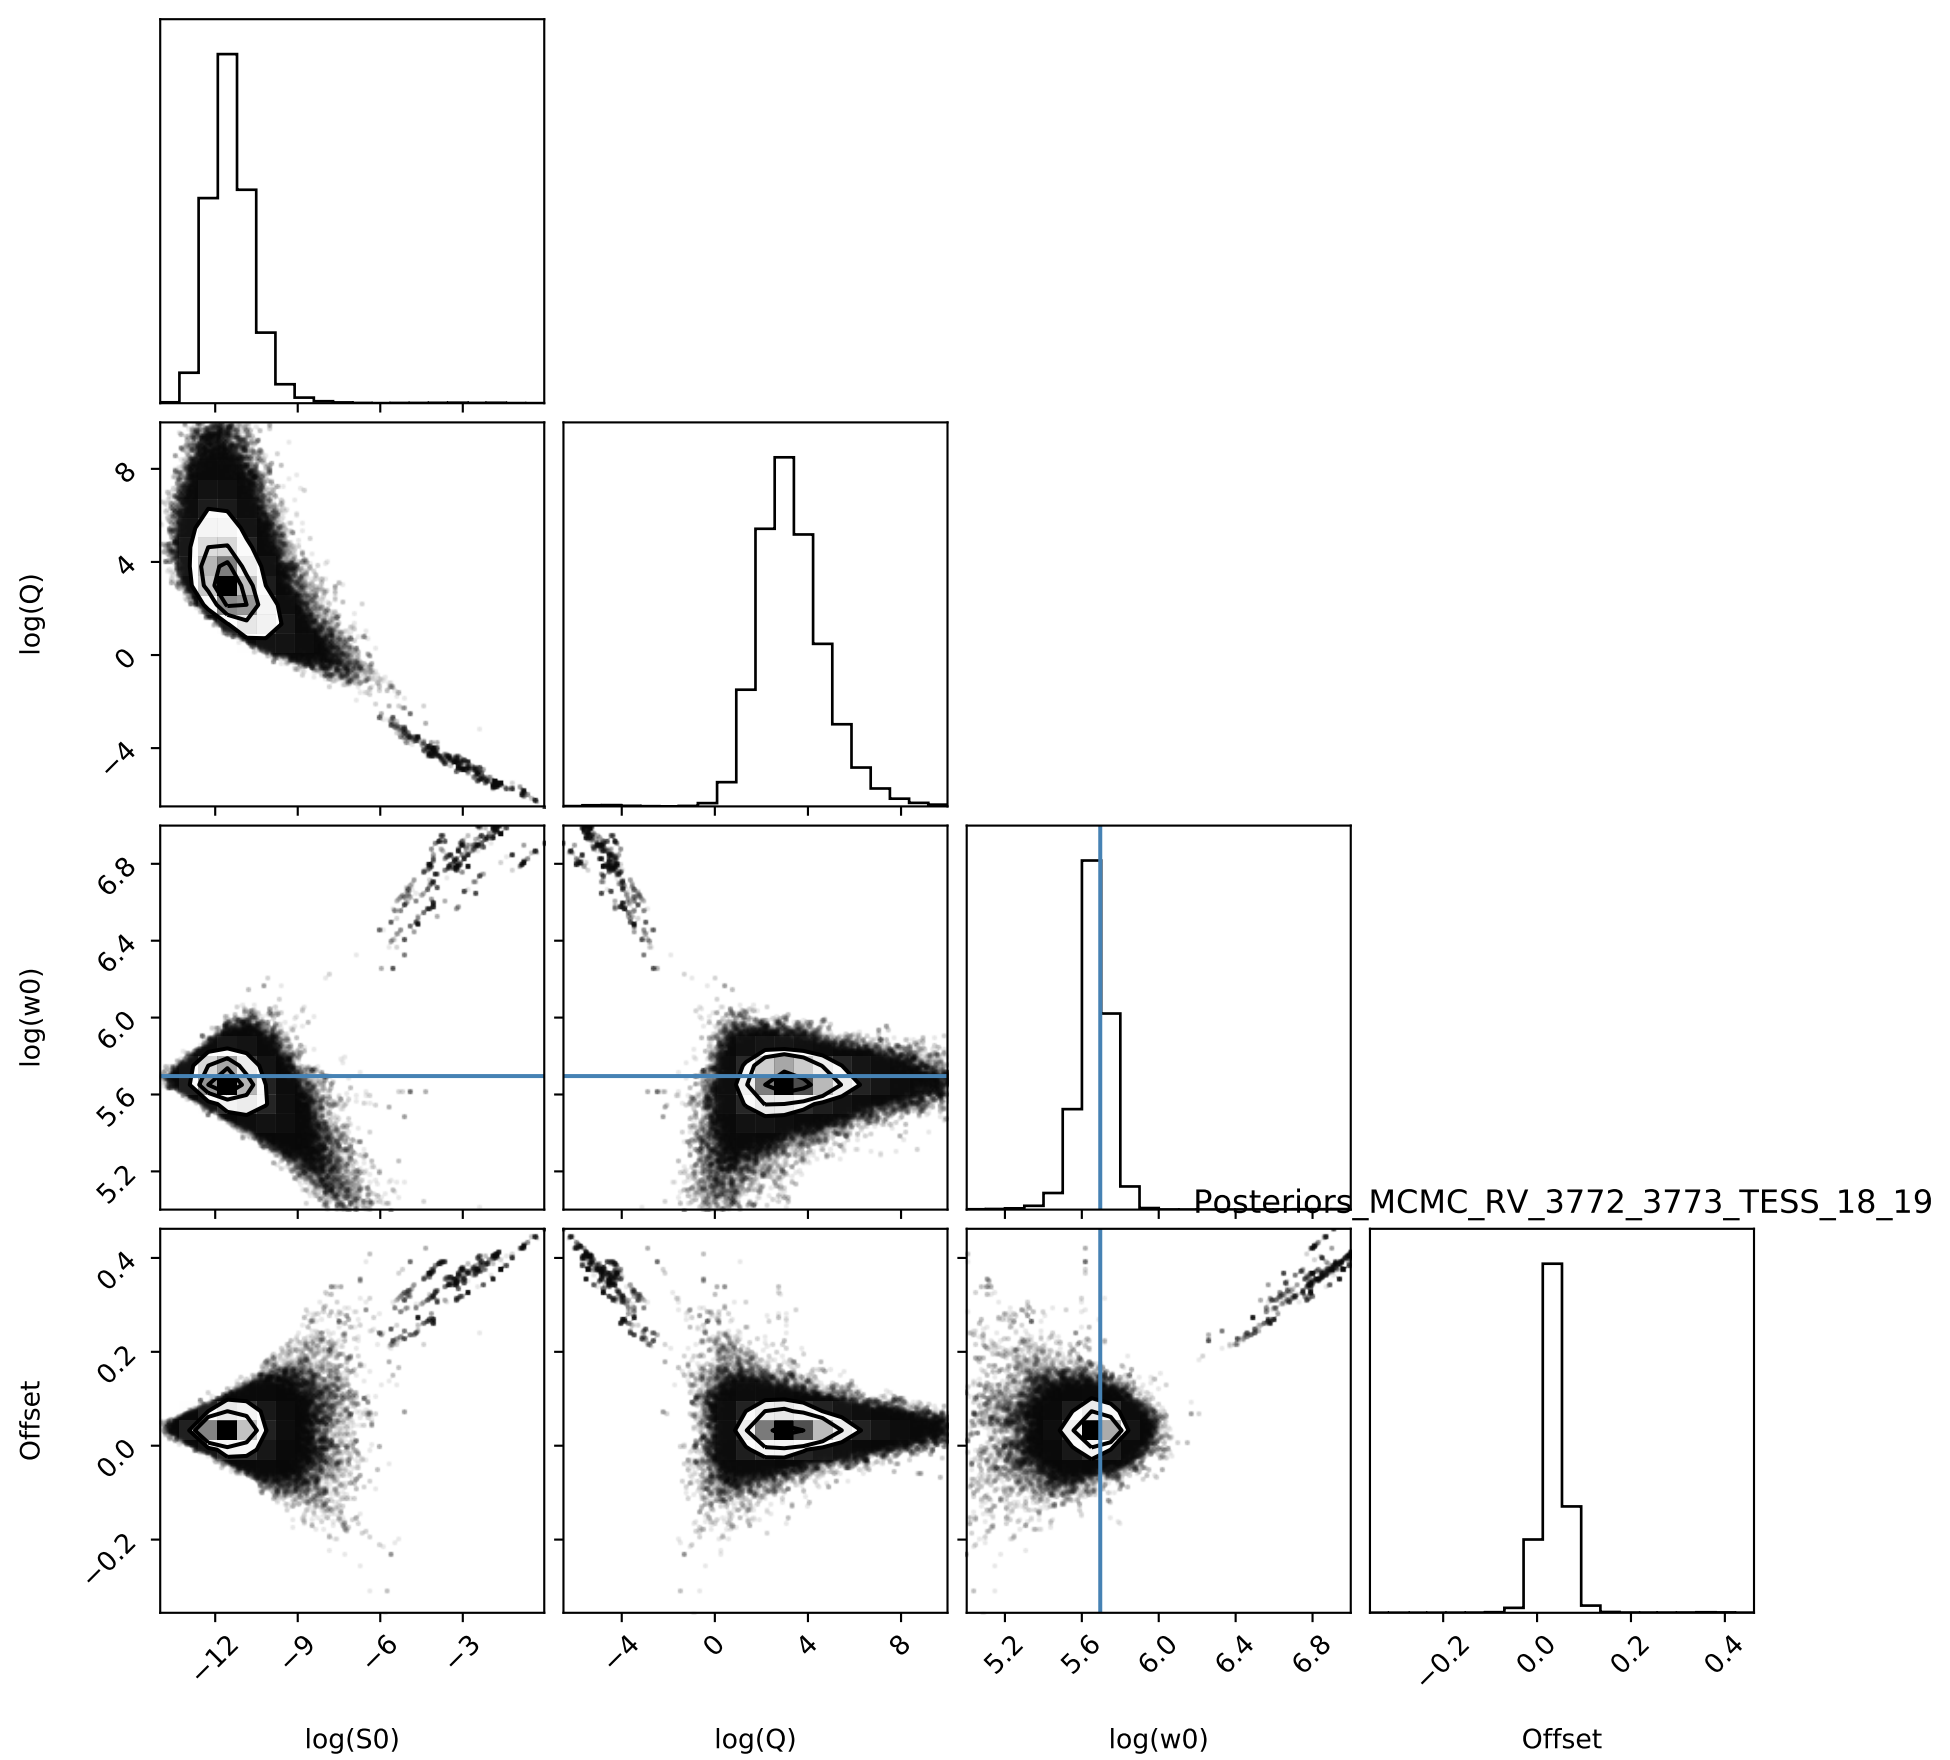 8
4
0
−4
log(Q)
6.8
6.4
6.0
5.6
5.2
log(w0)
Posteriors_MCMC_RV_3772_3773_TESS_18_19
0.4
0.2
0.0
−0.2
Offset
−12 −9 −6 −3
−4 0 4 8
5.2 5.6 6.0 6.4 6.8
−0.2 0.0 0.2 0.4
log(S0) log(Q) log(w0) Offset